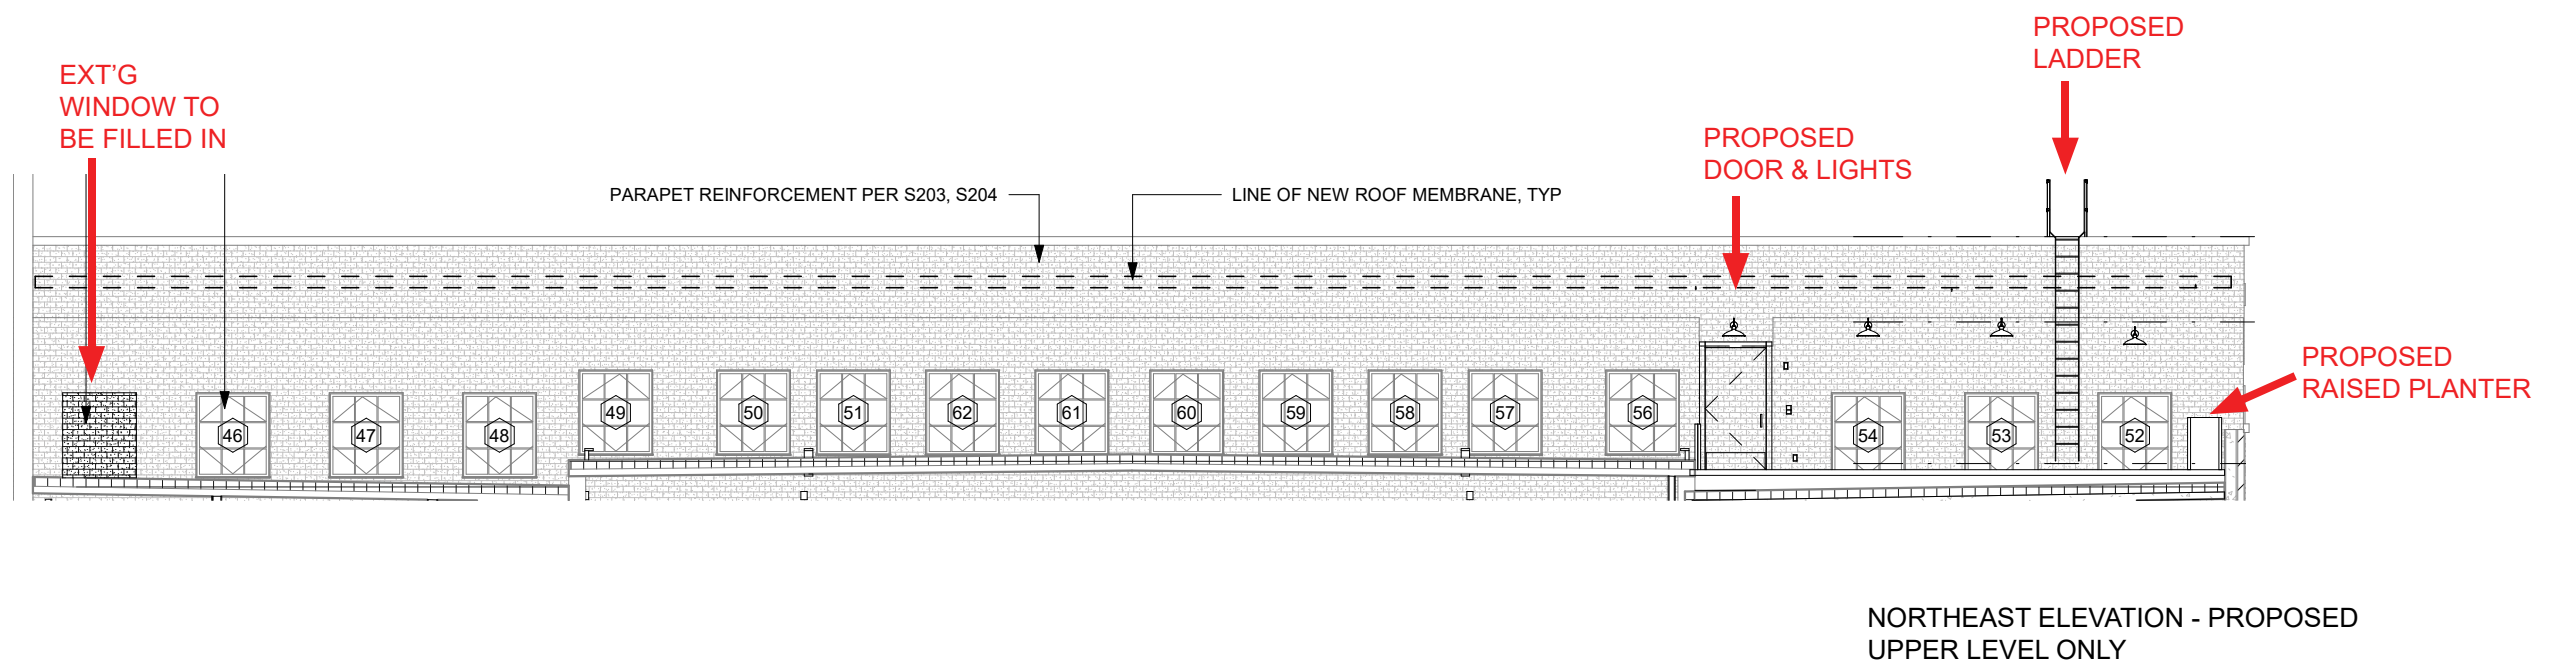 PROPOSED
LADDER
EXT’G
WINDOW TO
BE FILLED IN
PROPOSED
DOOR & LIGHTS
PARAPET REINFORCEMENT PER S203, S204
LINE OF NEW ROOF MEMBRANE, TYP
PROPOSED
RAISED PLANTER
46
47
48
49
50
51
62
61
60
59
58
57
56
54
53
52
NORTHEAST ELEVATION - PROPOSED
UPPER LEVEL ONLY